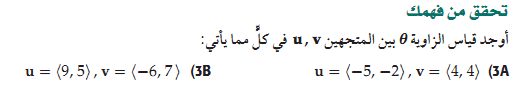 تحقق من فهمك
أوجد قياس الزاوية θ بين المتجهين u , v في كلٍّ مما يأتي:
u = ⟨−5, −2⟩ , v = ⟨4, 4⟩ (3A
u = ⟨9, 5⟩ , v = ⟨−6, 7⟩ (3B